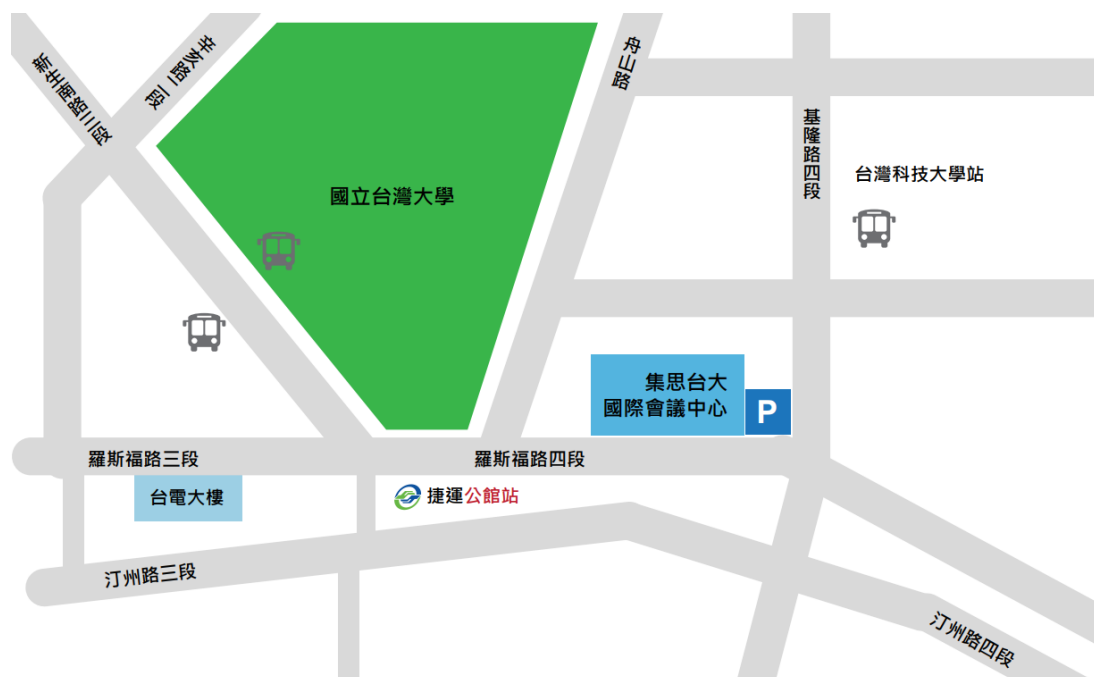 新生南路三段
辛亥路二段
舟山路
基隆路四段
台灣科技大學站
國立台灣大學
集思台大
國際會議中心
P
羅斯福路三段
羅斯福路四段
台電大樓
捷運公館站
汀州路三段
汀州路四段